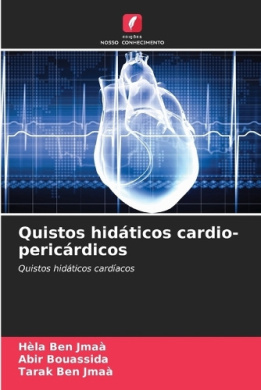 edições
NOSSO CONHECIMENTO
Quistos hidáticos cardio-
pericárdicos
Quistos hidáticos cardíacos
Hèla Ben Jmaà
Abir Bouassida
Tarak Ben Jmaà